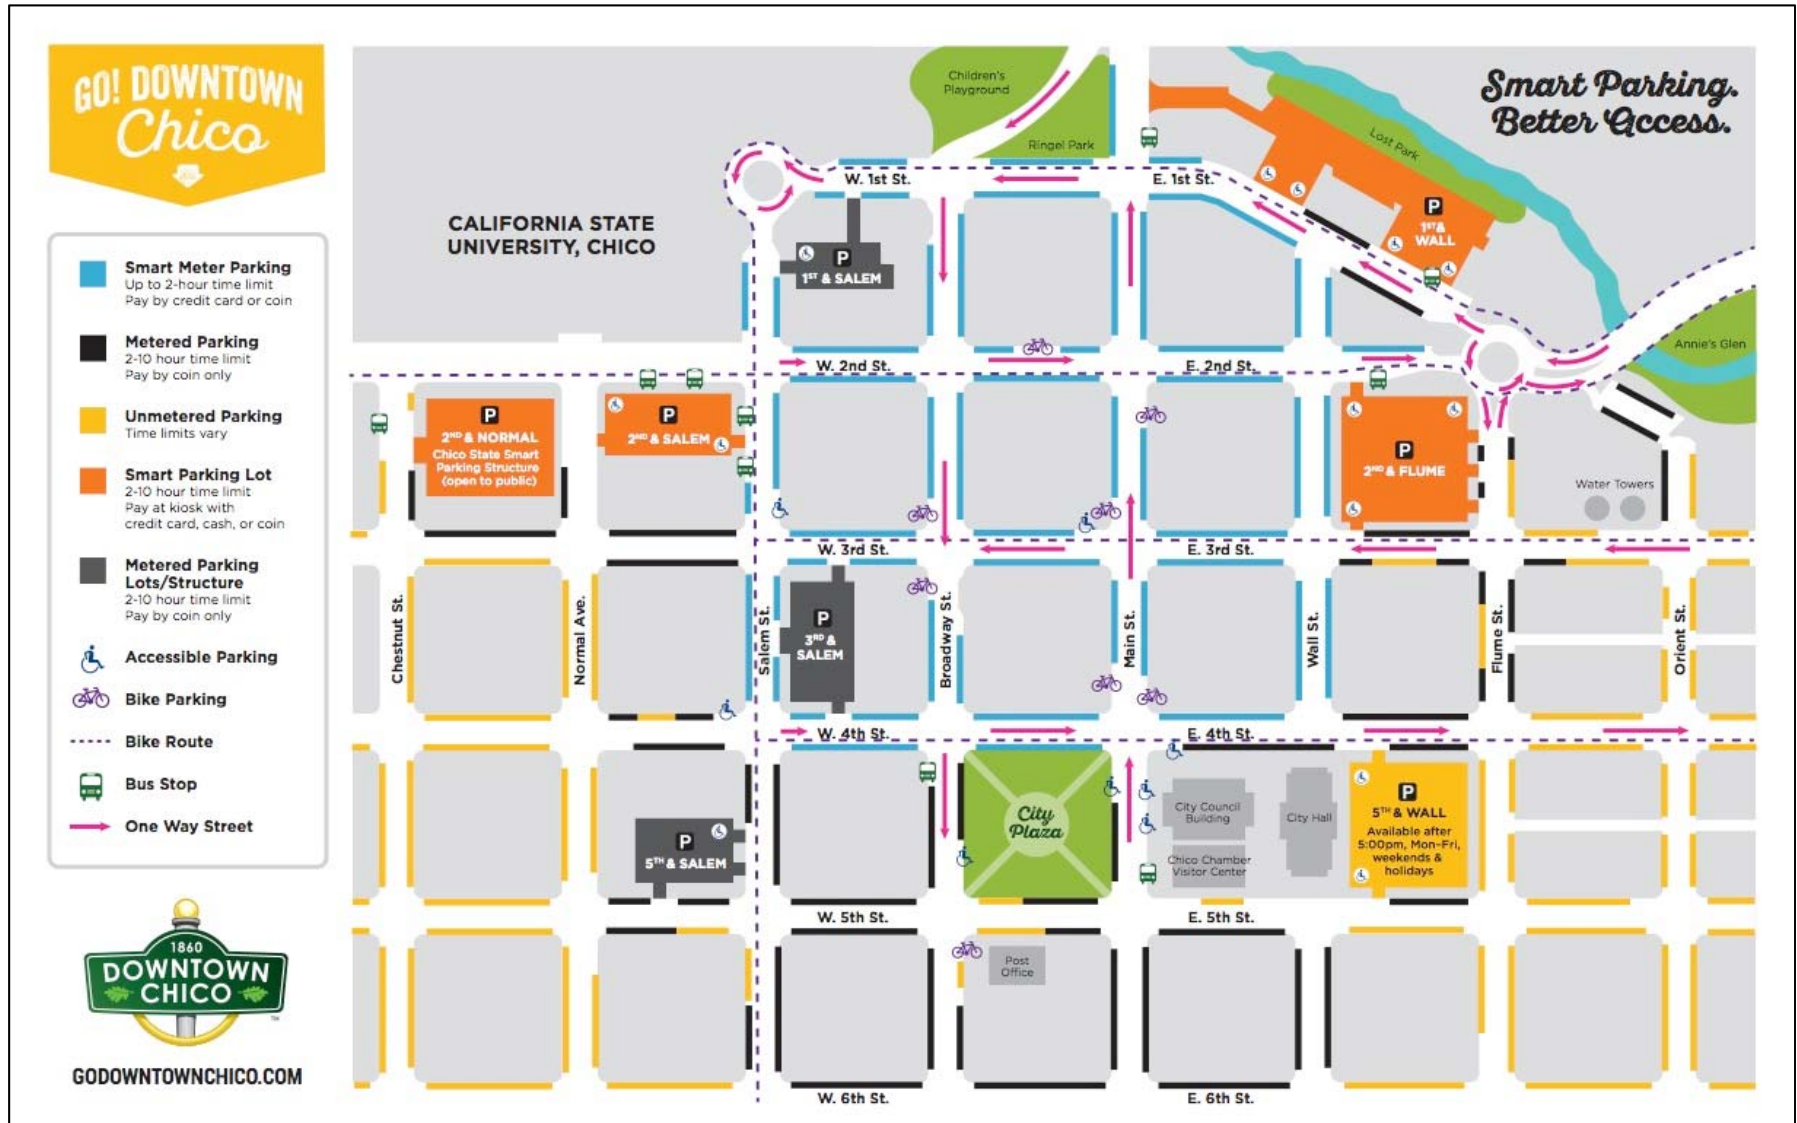 GO! DOWNTOWN
Chico
Smart Meter Parking
Up to 2-hour time limit
Pay by credit card or coin
Metered Parking
2-10 hour time limit
Pay by coin only
Unmetered Parking
Time limits vary
Smart Parking Lot
2-10 hour time limit
Pay at kiosk with
credit card, cash, or coin
Metered Parking
Lots/Structure
2-10 hour time limit
Pay by coin only
Accessible Parking
Bike Parking
Bike Route
Bus Stop
One Way Street
1860
DOWNTOWN
CHICO
TM
GODOWNTOWNCHICO.COM
Smart Parking.
Better Access.
Children's
Playground
Ringel Park
Lost Park
W. 1st St.
E. 1st St.
CALIFORNIA STATE
UNIVERSITY, CHICO
P
1ST & SALEM
P
1ST &
WALL
Annie's Glen
W. 2nd St.
E. 2nd St.
P
2ND & NORMAL
Chico State Smart
Parking Structure
(open to public)
P
2ND & SALEM
P
2ND & FLUME
Water Towers
W. 3rd St.
E. 3rd St.
Chestnut St.
Normal Ave.
Salem St.
P
3RD &
SALEM
Broadway St.
Main St.
Wall St.
Flume St.
Orient St.
W. 4th St.
E. 4th St.
P
5TH & SALEM
City
Plaza
City Council
Building
City Hall
Chico Chamber
Visitor Center
P
5TH & WALL
Available after
5:00pm, Mon-Fri,
weekends &
holidays
W. 5th St.
E. 5th St.
Post
Office
W. 6th St.
E. 6th St.